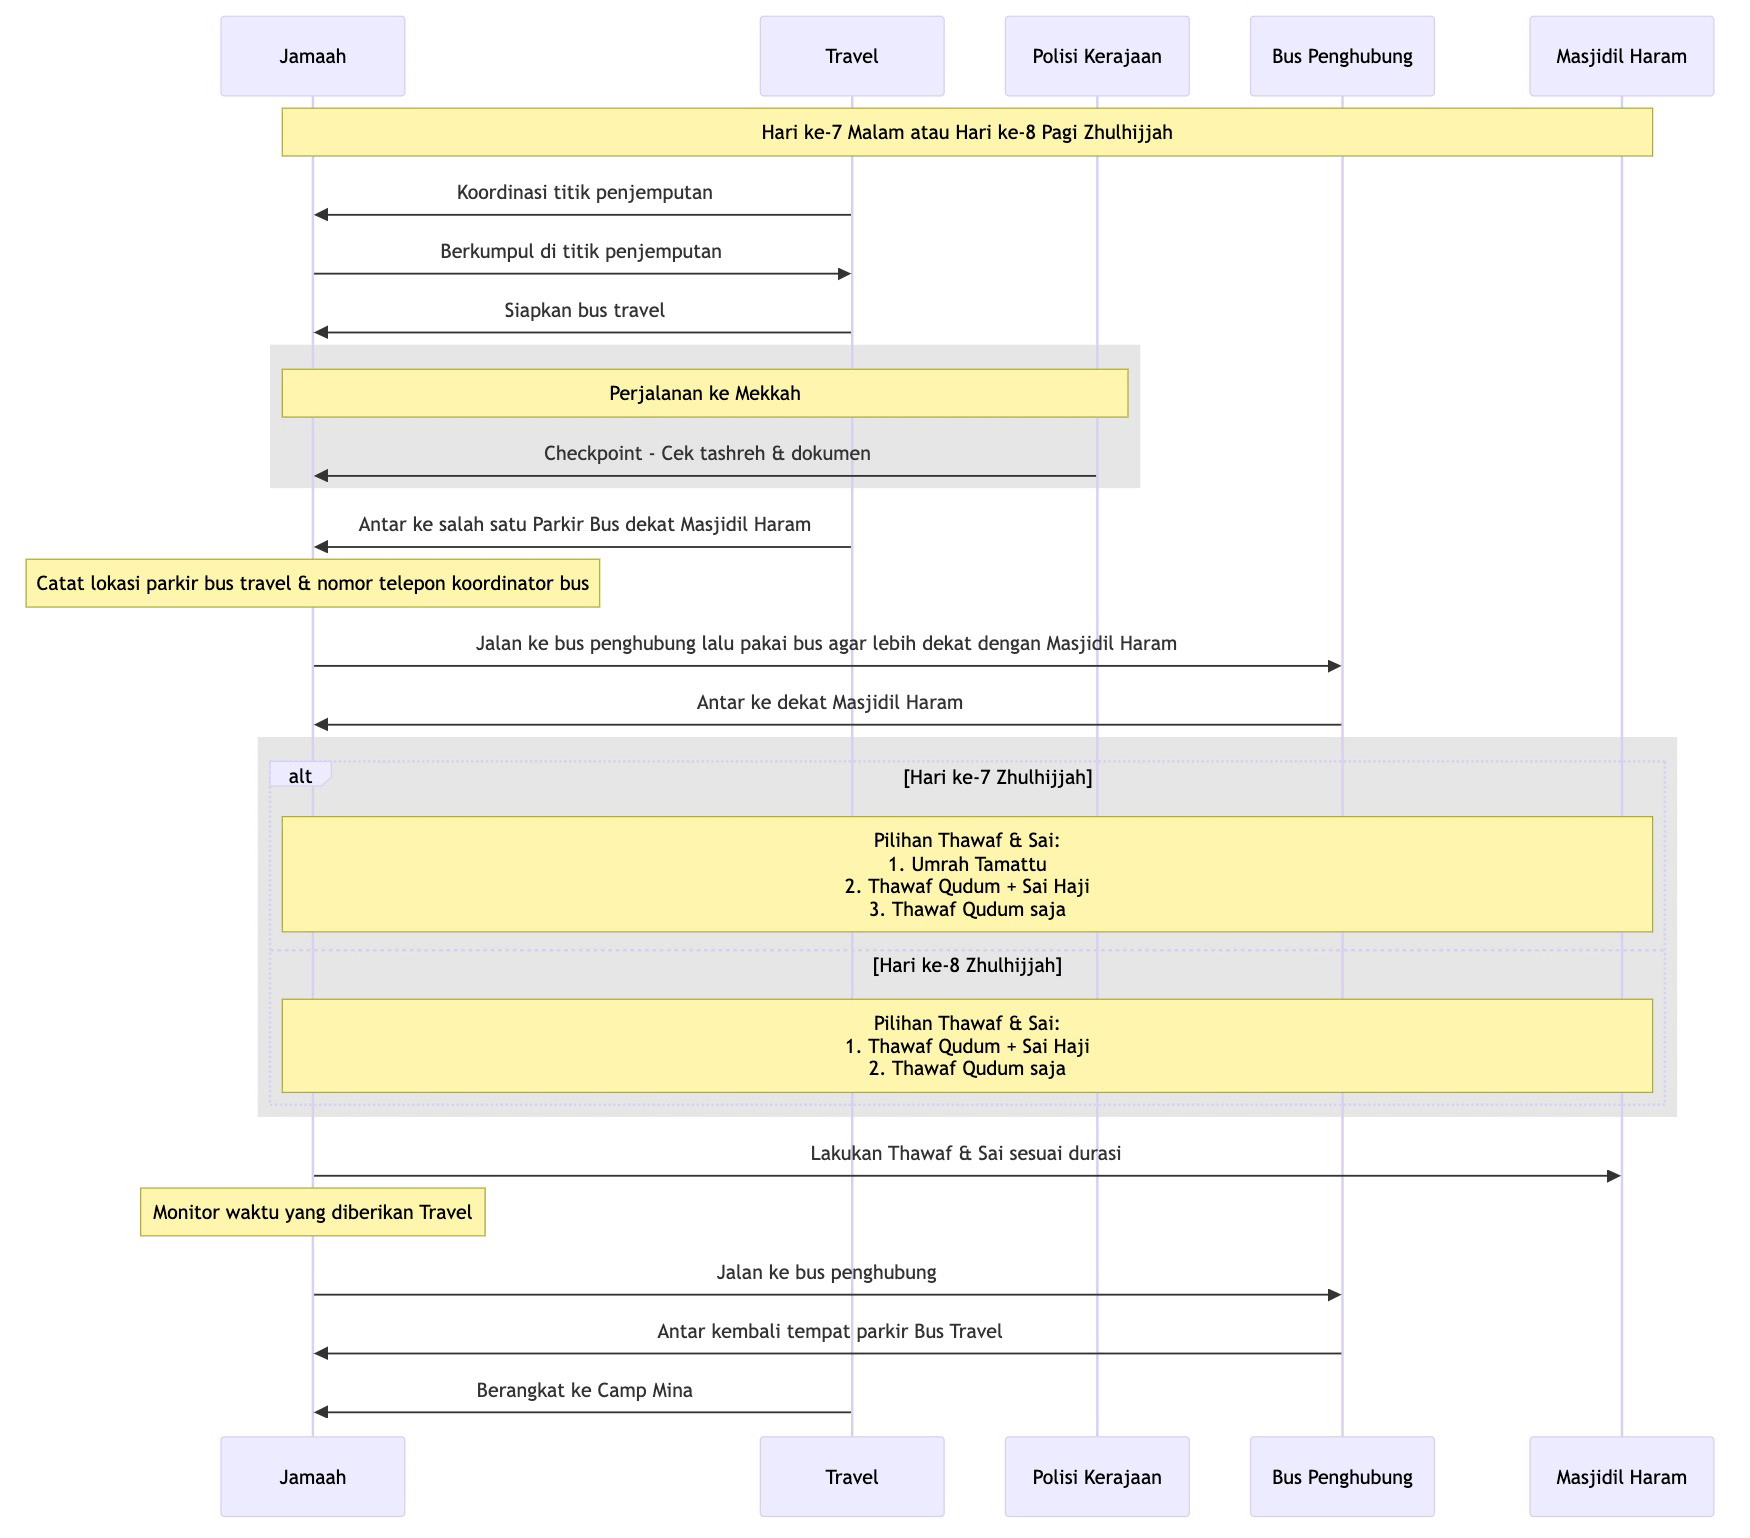 Jamaah
Travel
Polisi Kerajaan
Bus Penghubung
Masjidil Haram
Hari ke-7 Malam atau Hari ke-8 Pagi Zhulhijjah
Koordinasi titik penjemputan
Berkumpul di titik penjemputan
Siapkan bus travel
Perjalanan ke Mekkah
Checkpoint - Cek tashreh & dokumen
Antar ke salah satu Parkir Bus dekat Masjidil Haram
Catat lokasi parkir bus travel & nomor telepon koordinator bus
Jalan ke bus penghubung lalu pakai bus agar lebih dekat dengan Masjidil Haram
Antar ke dekat Masjidil Haram
alt
[Hari ke-7 Zhulhijjah]
Pilihan Thawaf & Sai:
1. Umrah Tamattu
2. Thawaf Qudum + Sai Haji
3. Thawaf Qudum saja
[Hari ke-8 Zhulhijjah]
Pilihan Thawaf & Sai:
1. Thawaf Qudum + Sai Haji
2. Thawaf Qudum saja
Lakukan Thawaf & Sai sesuai durasi
Monitor waktu yang diberikan Travel
Jalan ke bus penghubung
Antar kembali tempat parkir Bus Travel
Berangkat ke Camp Mina
Jamaah
Travel
Polisi Kerajaan
Bus Penghubung
Masjidil Haram